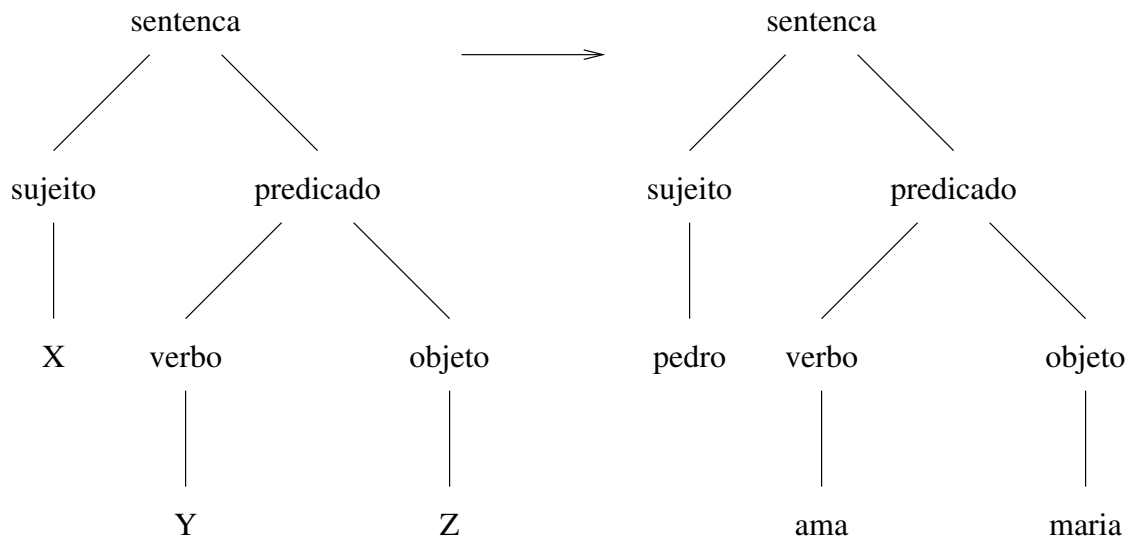 sentenca sentenca
sujeito predicado sujeito predicado
X verbo objeto pedro verbo objeto
Y Z ama maria